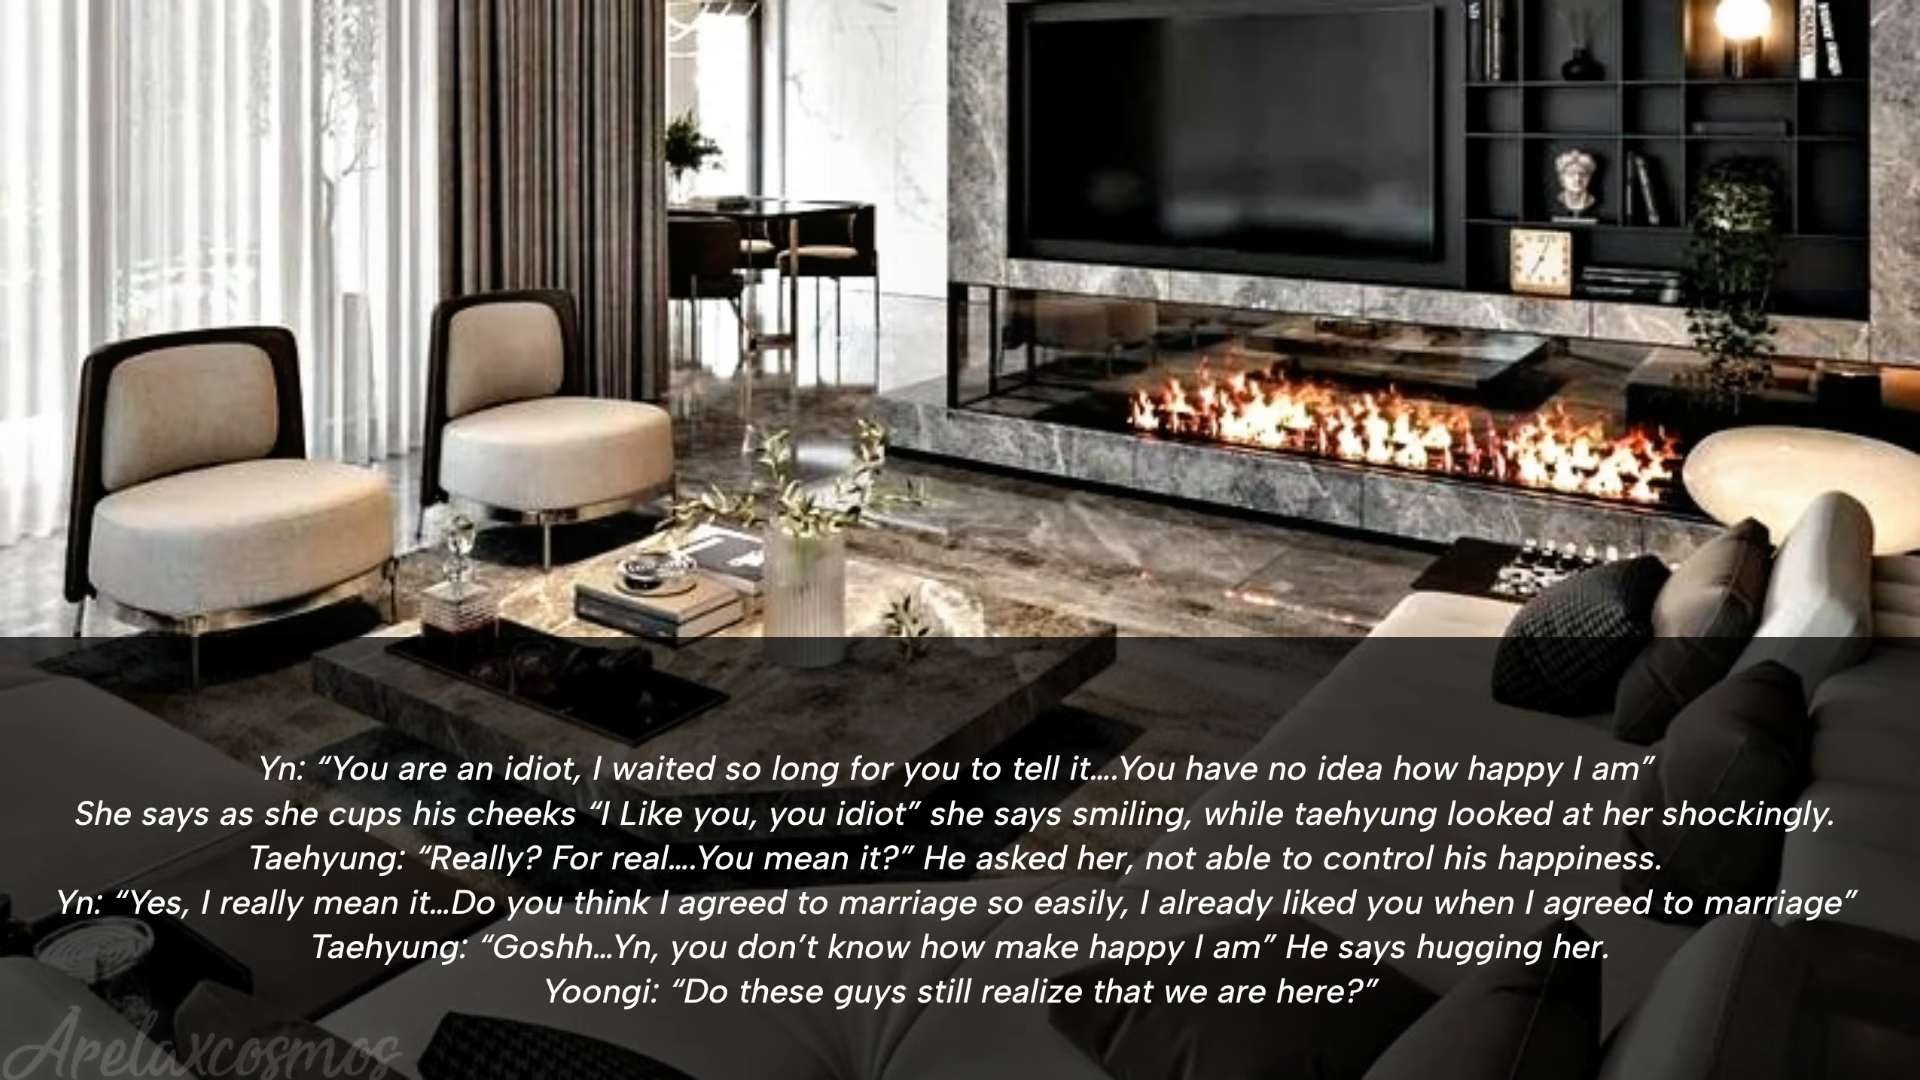 Yn: “You are an idiot, I waited so long for you to tell it....You have no idea how happy I am”
She says as she cups his cheeks “I Like you, you idiot” she says smiling, while taehyung looked at her shockingly.
Taehyung: “Really? For real....You mean it?” He asked her, not able to control his happiness.
Yn: “Yes, I really mean it...Do you think I agreed to marriage so easily, I already liked you when I agreed to marriage”
Taehyung: “Goshh...Yn, you don’t know how make happy I am” He says hugging her.
Yoongi: “Do these guys still realize that we are here?”
Arelaxcosmos